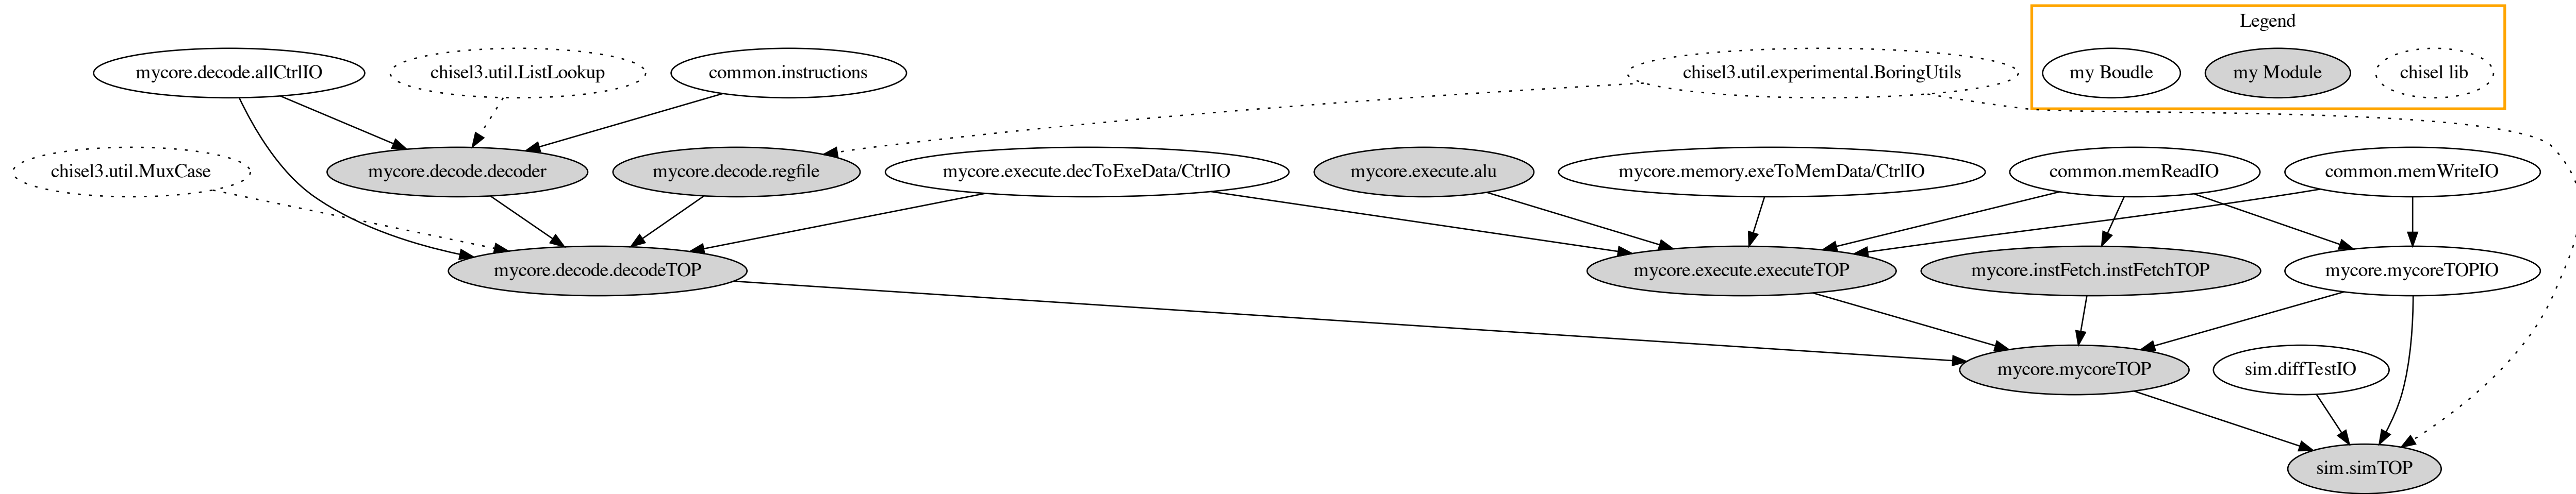 Legend
mycore.decode.allCtrlIO
chisel3.util.ListLookup
common.instructions
chisel3.util.experimental.BoringUtils
my Boudle
my Module
chisel lib
chisel3.util.MuxCase
mycore.decode.decoder
mycore.decode.regfile
mycore.execute.decToExeData/CtrlIO
mycore.execute.alu
mycore.memory.exeToMemData/CtrlIO
common.memReadIO
common.memWriteIO
mycore.decode.decodeTOP
mycore.execute.executeTOP
mycore.instFetch.instFetchTOP
mycore.mycoreTOPIO
mycore.mycoreTOP
sim.diffTestIO
sim.simTOP